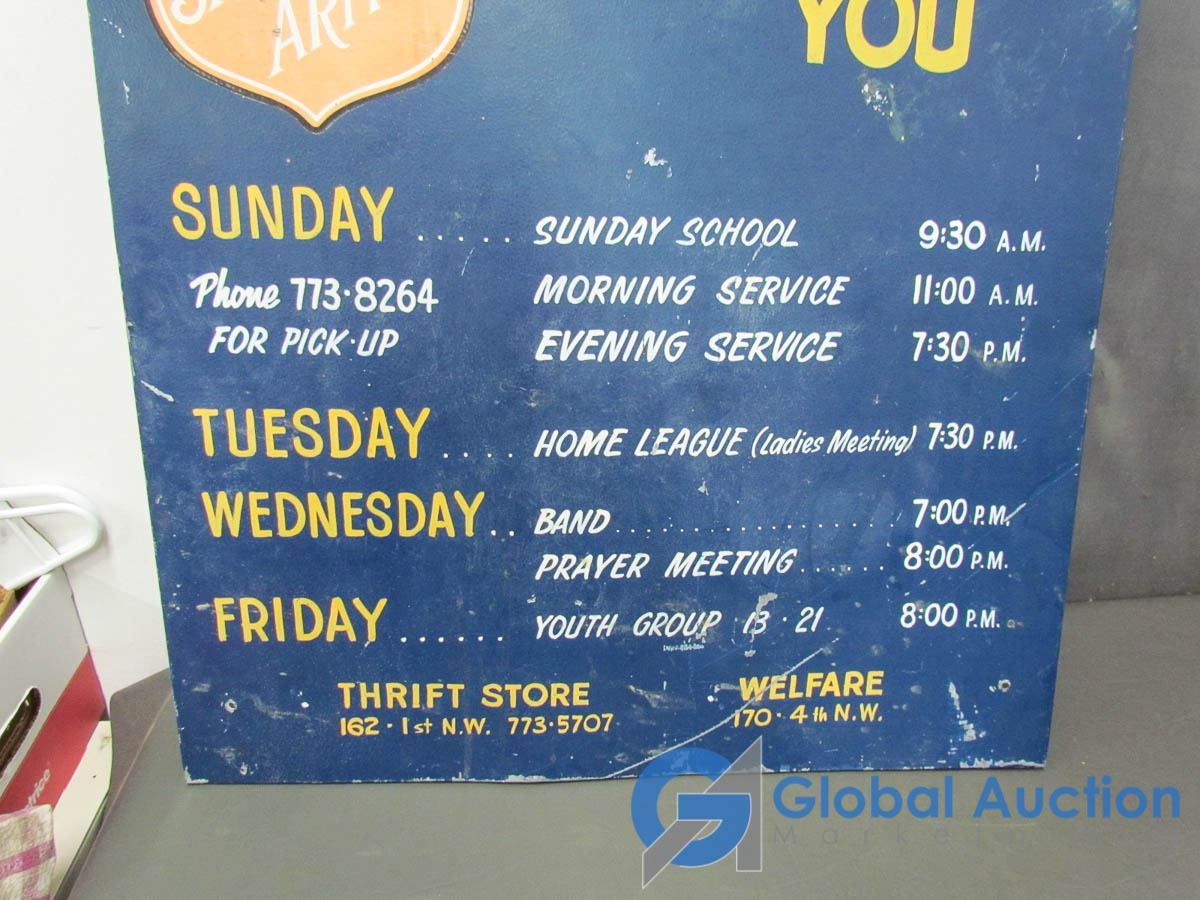 YOU
SUNDAY ..... SUNDAY SCHOOL 9:30 A.M.
Phone 773·8264 MORNING SERVICE 11:00 A.M.
FOR PICK·UP EVENING SERVICE 7:30 P.M.
TUESDAY .... HOME LEAGUE (Ladies Meeting) 7:30 P.M.
WEDNESDAY .. BAND ................. 7:00 P.M.
PRAYER MEETING ...... 8:00 P.M.
FRIDAY ...... YOUTH GROUP 13 · 21 8:00 P.M.
THRIFT STORE WELFARE
162 · 1st N.W. 773·5707 170 · 4th N.W.
Global Auction